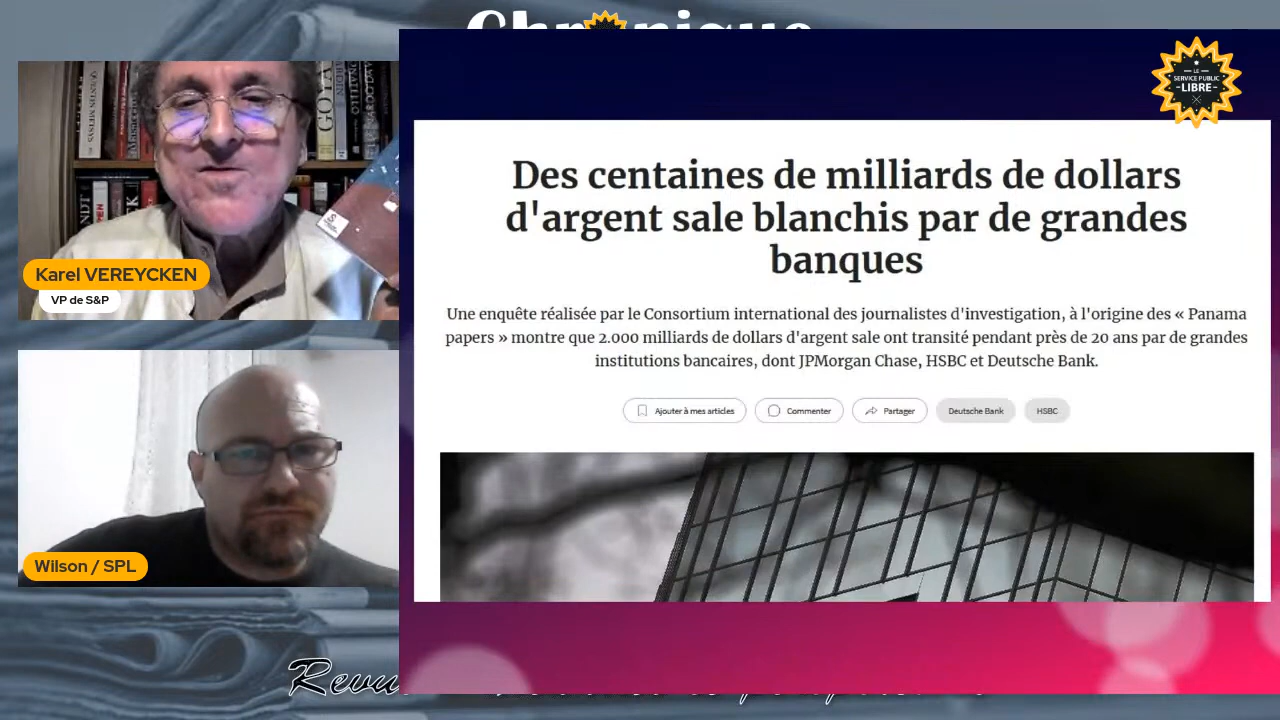 Chronique
LE
SERVICE PUBLIC
LIBRE
GOYA
Karel VEREYCKEN
VP de S&P
Des centaines de milliards de dollars
d'argent sale blanchis par de grandes
banques
Une enquête réalisée par le Consortium international des journalistes d'investigation, à l'origine des « Panama
papers » montre que 2.000 milliards de dollars d'argent sale ont transité pendant près de 20 ans par de grandes
institutions bancaires, dont JPMorgan Chase, HSBC et Deutsche Bank.
Ajouter à mes articles
Commenter
Partager
Deutsche Bank
HSBC
Wilson / SPL